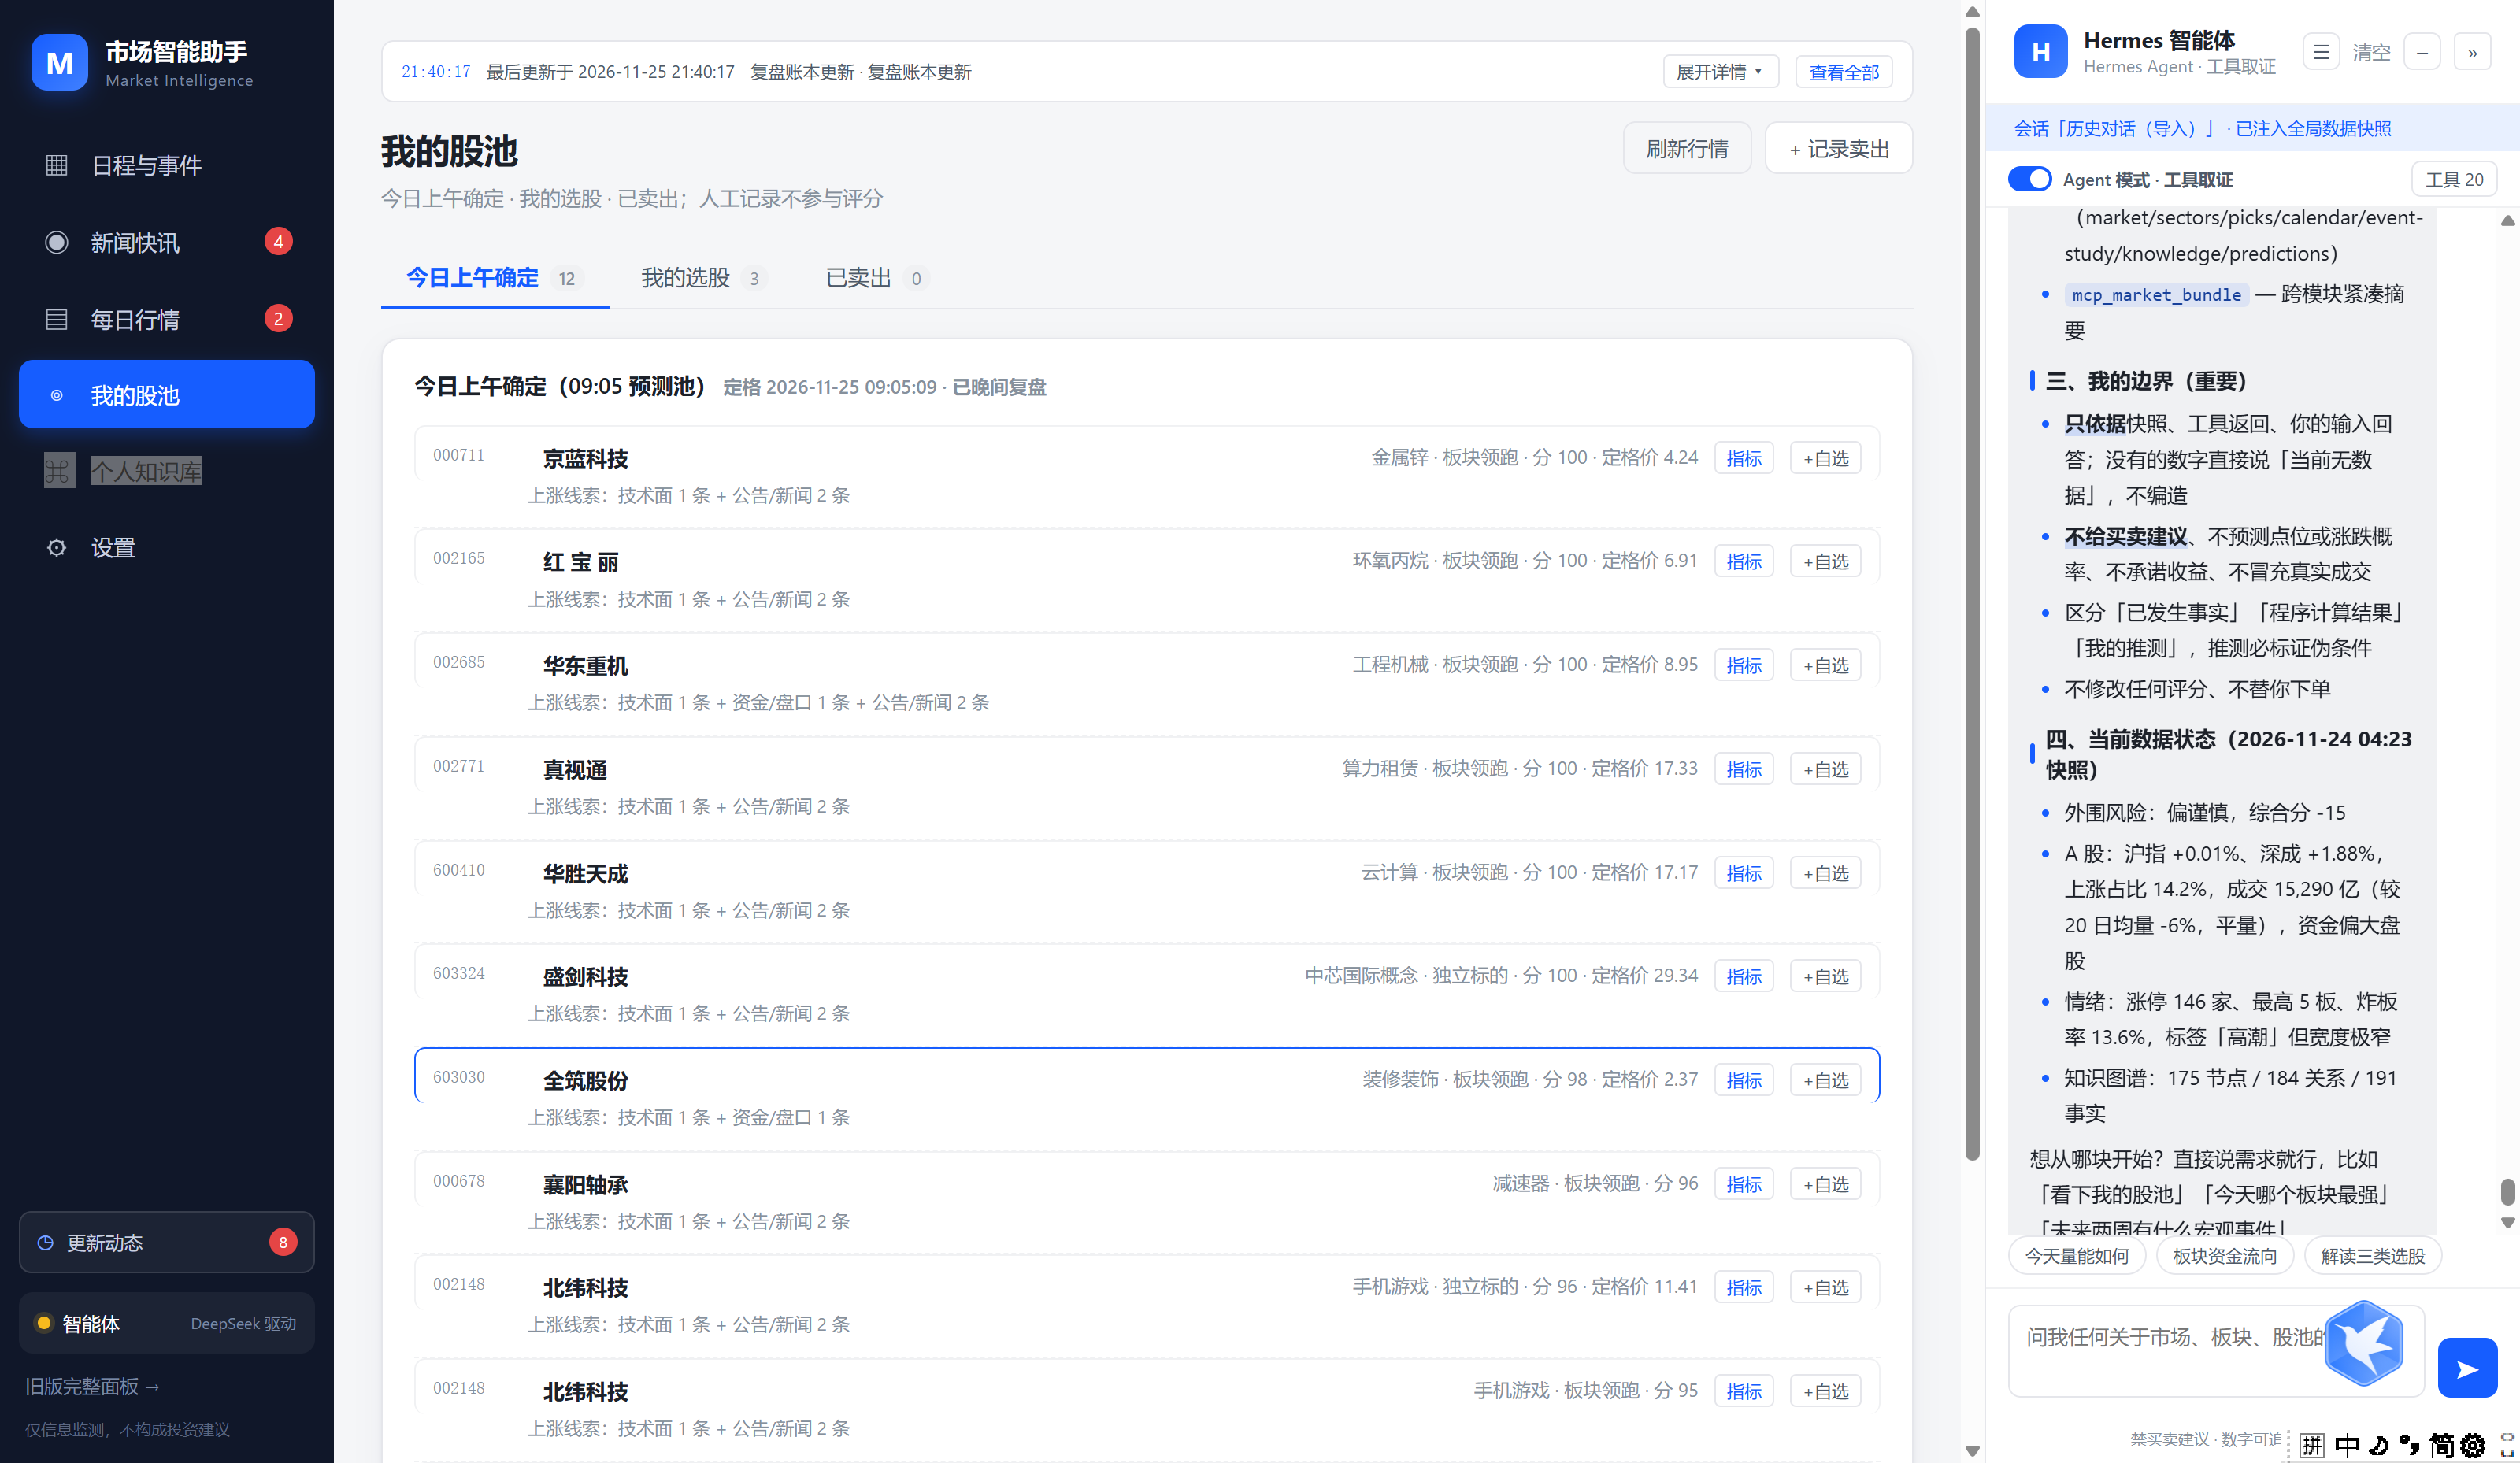 M
市场智能助手
Market Intelligence
日程与事件
新闻快讯 4
每日行情 2
我的股池
个人知识库
设置
更新动态 8
智能体 DeepSeek 驱动
旧版完整面板 →
仅信息监测，不构成投资建议
21:40:17 最后更新于 2026-11-25 21:40:17 复盘账本更新 · 复盘账本更新 展开详情 ▾ 查看全部
我的股池
今日上午确定 · 我的选股 · 已卖出；人工记录不参与评分
刷新行情 + 记录卖出
今日上午确定 12 我的选股 3 已卖出 0
今日上午确定（09:05 预测池） 定格 2026-11-25 09:05:09 · 已晚间复盘
000711 京蓝科技 金属锌 · 板块领跑 · 分 100 · 定格价 4.24 指标 +自选
上涨线索：技术面 1 条 + 公告/新闻 2 条
002165 红 宝 丽 环氧丙烷 · 板块领跑 · 分 100 · 定格价 6.91 指标 +自选
上涨线索：技术面 1 条 + 公告/新闻 2 条
002685 华东重机 工程机械 · 板块领跑 · 分 100 · 定格价 8.95 指标 +自选
上涨线索：技术面 1 条 + 资金/盘口 1 条 + 公告/新闻 2 条
002771 真视通 算力租赁 · 板块领跑 · 分 100 · 定格价 17.33 指标 +自选
上涨线索：技术面 1 条 + 公告/新闻 2 条
600410 华胜天成 云计算 · 板块领跑 · 分 100 · 定格价 17.17 指标 +自选
上涨线索：技术面 1 条 + 公告/新闻 2 条
603324 盛剑科技 中芯国际概念 · 独立标的 · 分 100 · 定格价 29.34 指标 +自选
上涨线索：技术面 1 条 + 公告/新闻 2 条
603030 全筑股份 装修装饰 · 板块领跑 · 分 98 · 定格价 2.37 指标 +自选
上涨线索：技术面 1 条 + 资金/盘口 1 条
000678 襄阳轴承 减速器 · 板块领跑 · 分 96 指标 +自选
上涨线索：技术面 1 条 + 公告/新闻 2 条
002148 北纬科技 手机游戏 · 独立标的 · 分 96 · 定格价 11.41 指标 +自选
上涨线索：技术面 1 条 + 公告/新闻 2 条
002148 北纬科技 手机游戏 · 板块领跑 · 分 95 指标 +自选
上涨线索：技术面 1 条 + 公告/新闻 2 条
H
Hermes 智能体
Hermes Agent · 工具取证
☰ 清空 – »
会话「历史对话（导入）」 · 已注入全局数据快照
Agent 模式 · 工具取证 工具 20
（market/sectors/picks/calendar/event-
study/knowledge/predictions）
mcp_market_bundle — 跨模块紧凑摘
要
三、我的边界（重要）
只依据快照、工具返回、你的输入回
答；没有的数字直接说「当前无数
据」，不编造
不给买卖建议、不预测点位或涨跌概
率、不承诺收益、不冒充真实成交
区分「已发生事实」「程序计算结果」
「我的推测」，推测必标证伪条件
不修改任何评分、不替你下单
四、当前数据状态（2026-11-24 04:23
快照）
外围风险：偏谨慎，综合分 -15
A 股：沪指 +0.01%、深成 +1.88%，
上涨占比 14.2%，成交 15,290 亿（较
20 日均量 -6%，平量），资金偏大盘
股
情绪：涨停 146 家、最高 5 板、炸板
率 13.6%，标签「高潮」但宽度极窄
知识图谱：175 节点 / 184 关系 / 191
事实
想从哪块开始？直接说需求就行，比如
「看下我的股池」「今天哪个板块最强」
「未来两周有什么宏观事件」
今天量能如何 板块资金流向 解读三类选股
问我任何关于市场、板块、股池的
禁买卖建议 · 数字可追
拼 中 简